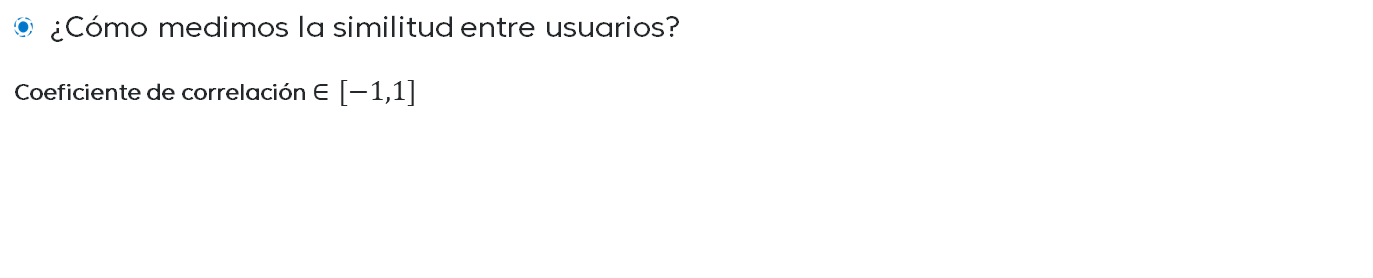 ¿Cómo medimos la similitud entre usuarios?
Coeficiente de correlación ∈ [−1,1]